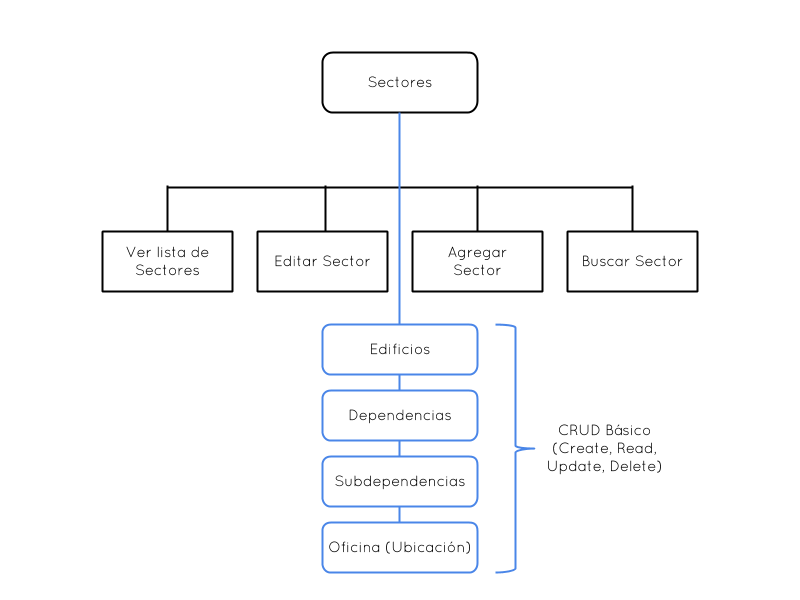 Sectores
Ver lista de
Sectores
Editar Sector
Agregar
Sector
Buscar Sector
Edificios
Dependencias
Subdependencias
Oficina (Ubicación)
CRUD Básico
(Create, Read,
Update, Delete)